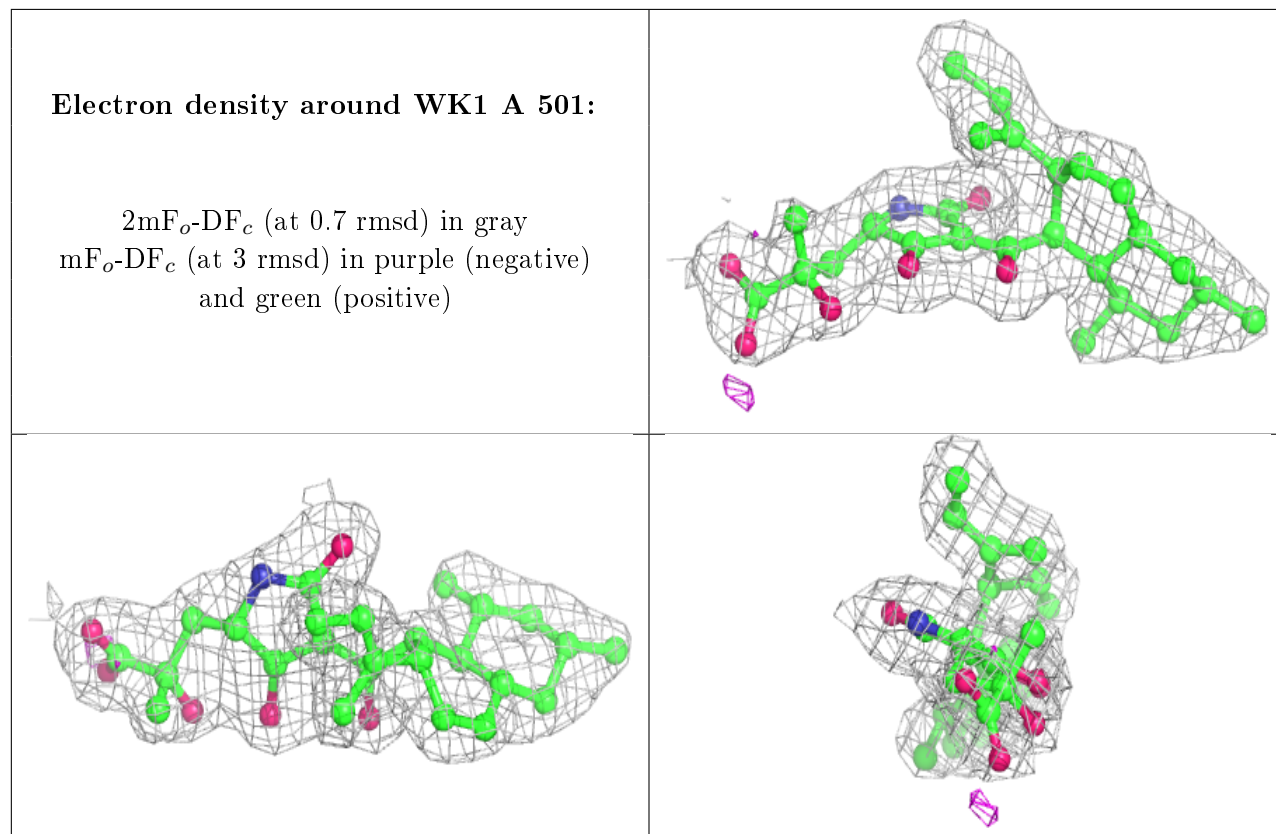 Electron density around WK1 A 501:
2mFo-DFc (at 0.7 rmsd) in gray
mFo-DFc (at 3 rmsd) in purple (negative)
and green (positive)